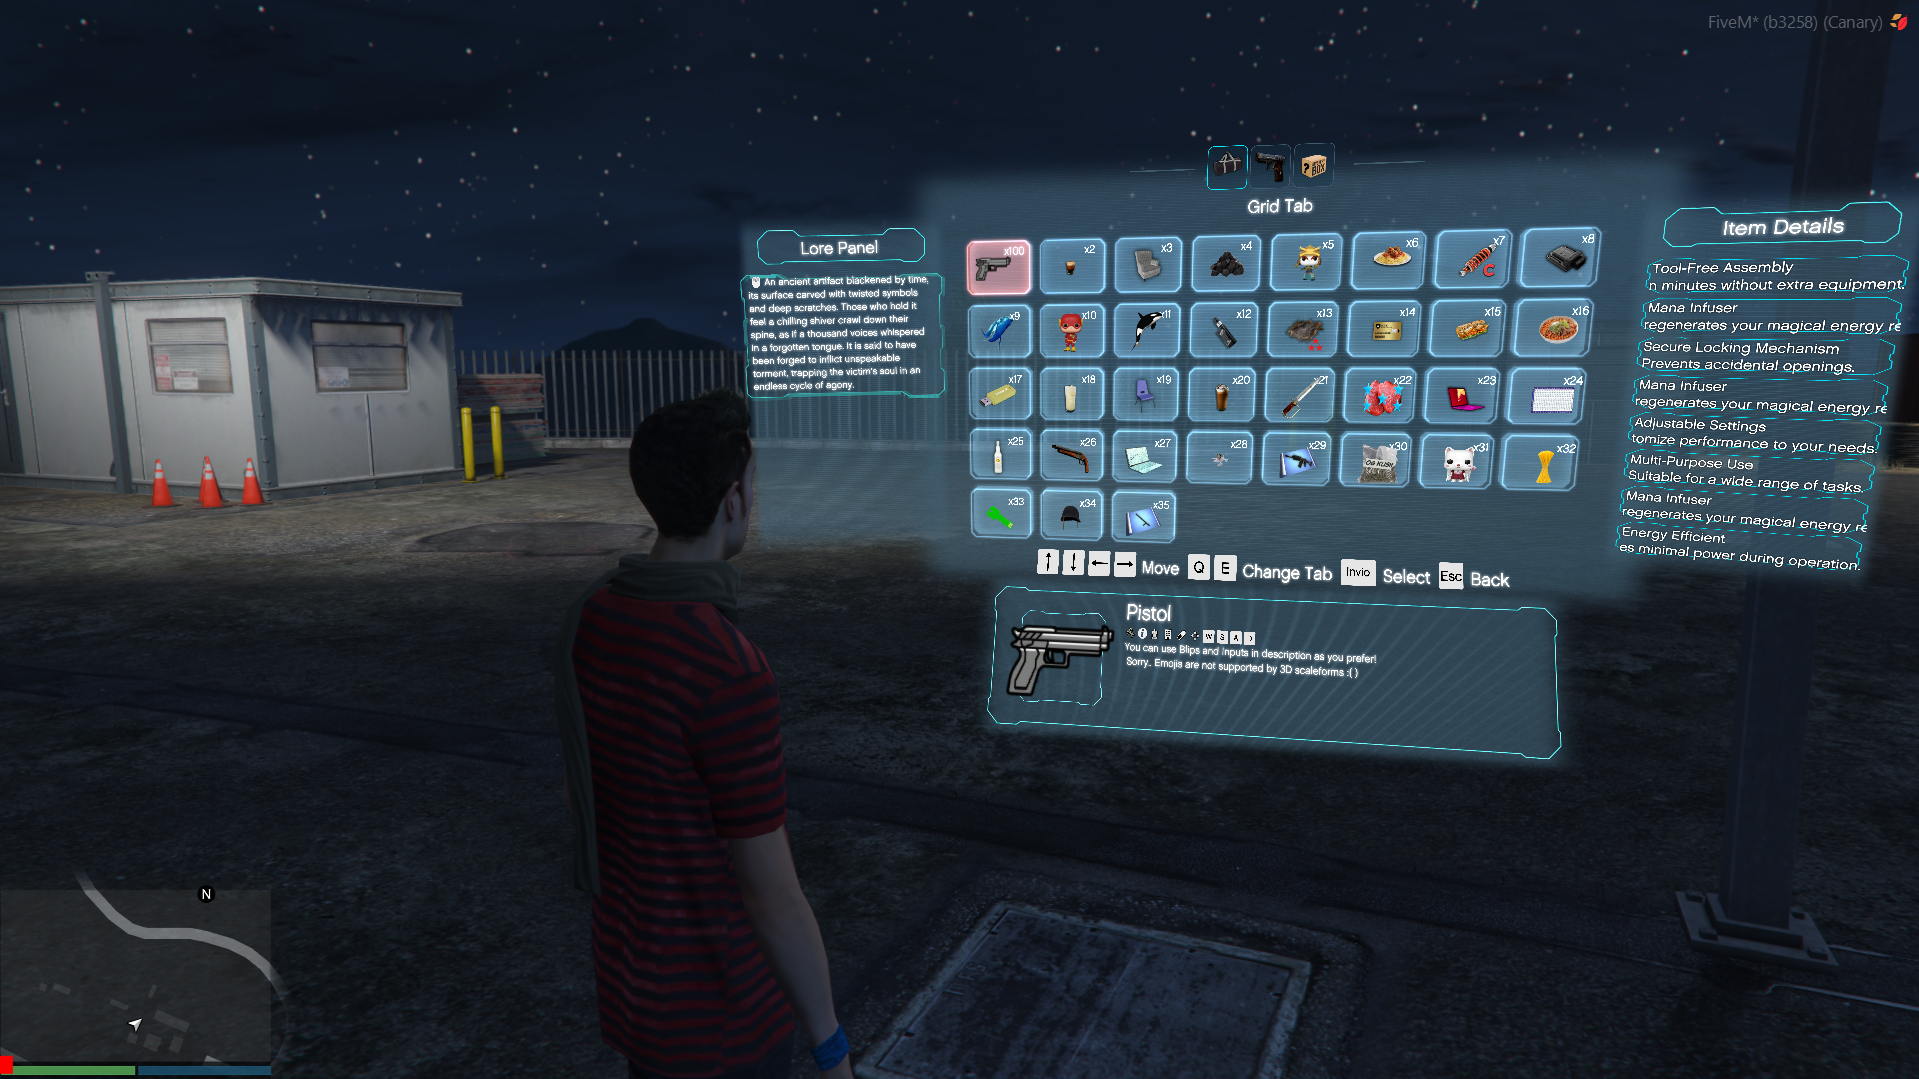 FiveM* (b3258) (Canary)
Grid Tab
Lore Panel
An ancient artifact blackened by time,
its surface carved with twisted symbols
and deep scratches. Those who hold it
feel a chilling shiver crawl down their
spine, as if a thousand voices whispered
in a forgotten tongue. It is said to have
been forged to inflict unspeakable
torment, trapping the victim's soul in an
endless cycle of agony.
x100 x2 x3 x4 x5 x6 x7 x8
x9 x10 x11 x12 x13 x14 x15 x16
x17 x18 x19 x20 x21 x22 x23 x24
x25 x26 x27 x28 x29 x30 x31 x32
x33 x34 x35
C
OG KUSH
BOX
Item Details
Tool-Free Assembly
n minutes without extra equipment.
Mana Infuser
regenerates your magical energy re
Secure Locking Mechanism
Prevents accidental openings.
Mana Infuser
regenerates your magical energy re
Adjustable Settings
tomize performance to your needs.
Multi-Purpose Use
Suitable for a wide range of tasks.
Mana Infuser
regenerates your magical energy re
Energy Efficient
es minimal power during operation.
Move Q E Change Tab Invio Select Esc Back
Pistol
W S A
You can use Blips and Inputs in description as you prefer!
Sorry. Emojis are not supported by 3D scaleforms :( )
N